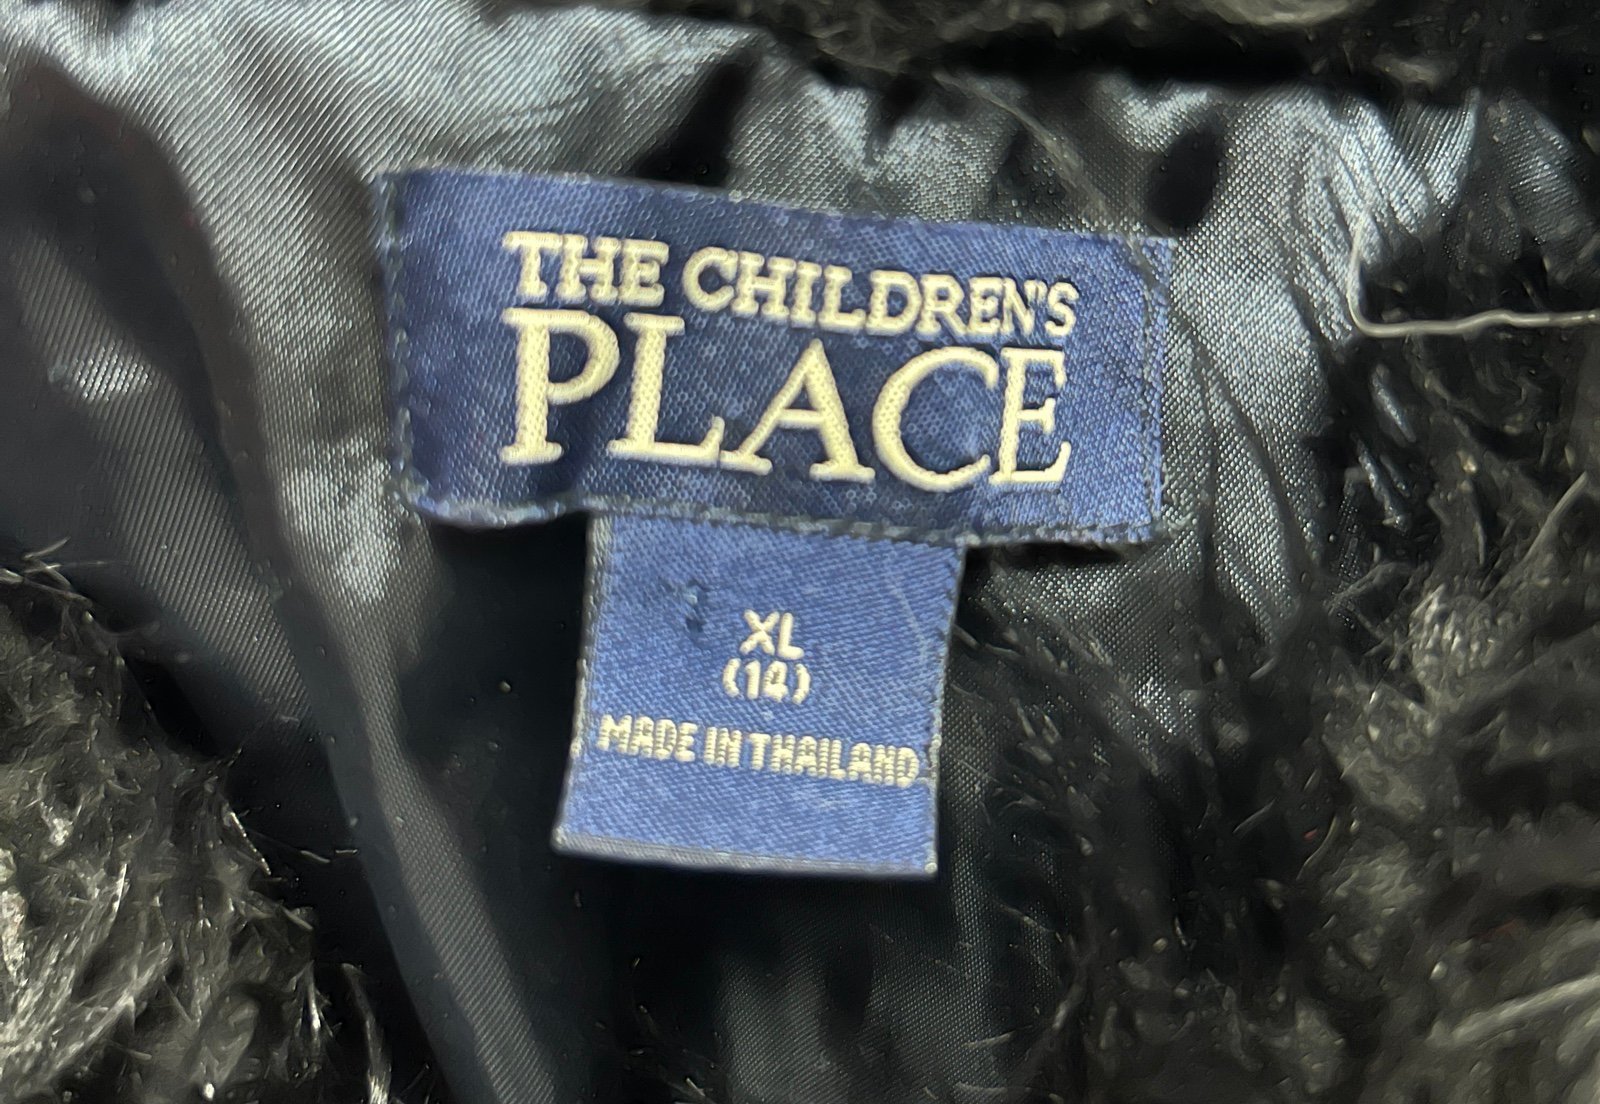 THE CHILDREN'S
PLACE
XL
(14)
MADE IN THAILAND